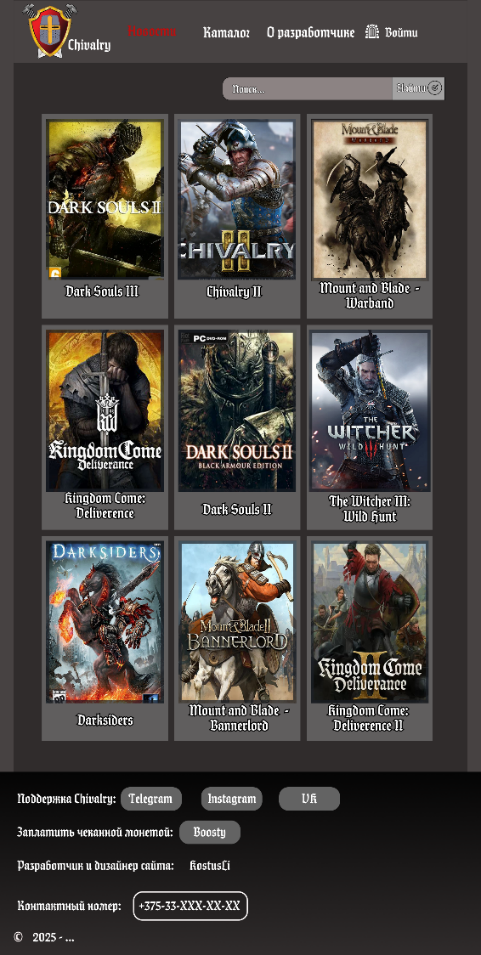 Chivalry
Новинки Каталог О разработчике Войти
Поиск... Найти
DARK SOULS III
Dark Souls III
CHIVALRY
II
Chivalry II
Mount & Blade
WARBAND
Mount and Blade -
Warband
Kingdom Come
Deliverance
Kingdom Come:
Deliverence
PC DVD-ROM
DARK SOULS II
BLACK ARMOUR EDITION
Dark Souls II
THE
WITCHER
WILD HUNT
The Witcher III:
Wild Hunt
DARKSIDERS
Darksiders
Mount & Blade II
BANNERLORD
Mount and Blade -
Bannerlord
Kingdom Come
II
Deliverance
Kingdom Come:
Deliverence II
Поддержка Chivalry: Telegram Instagram VK
Заплатить чеканной монетой: Boosty
Разработчик и дизайнер сайта: KostusLi
Контактный номер: +375-33-XXX-XX-XX
© 2025 - ...